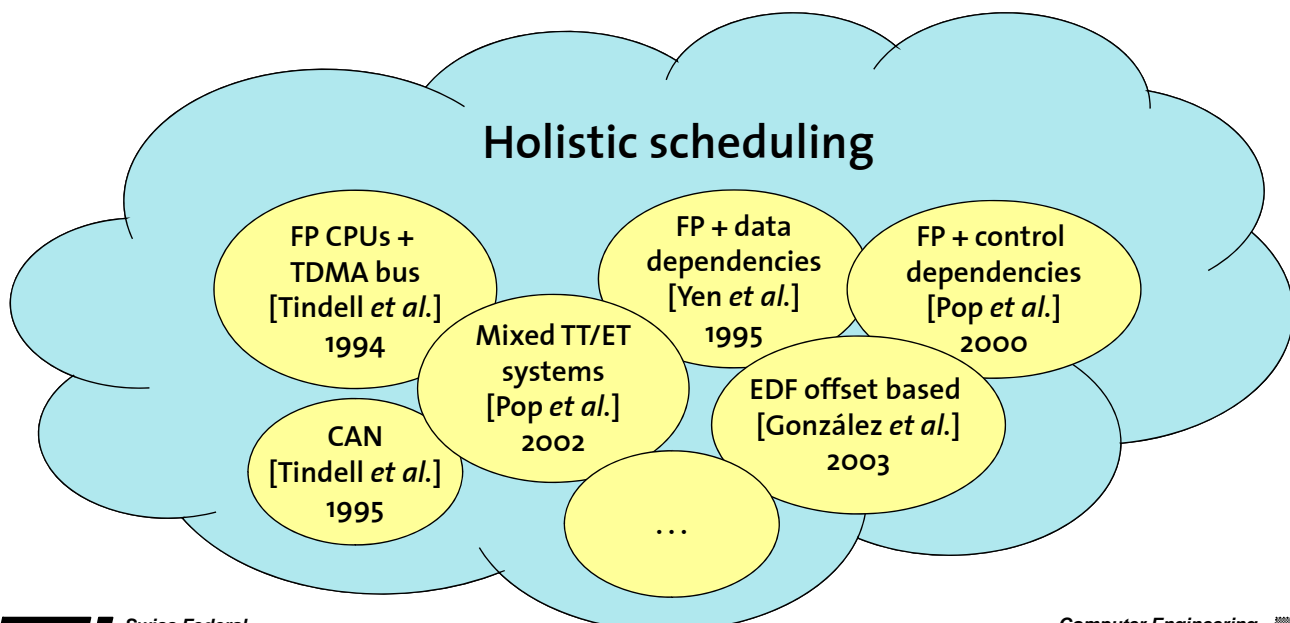 Holistic scheduling
FP CPUs +
TDMA bus
[Tindell et al.]
1994
FP + data
dependencies
[Yen et al.]
1995
FP + control
dependencies
[Pop et al.]
2000
Mixed TT/ET
systems
[Pop et al.]
2002
EDF offset based
[González et al.]
2003
CAN
[Tindell et al.]
1995
...
Swiss Federal
Computer Engineering